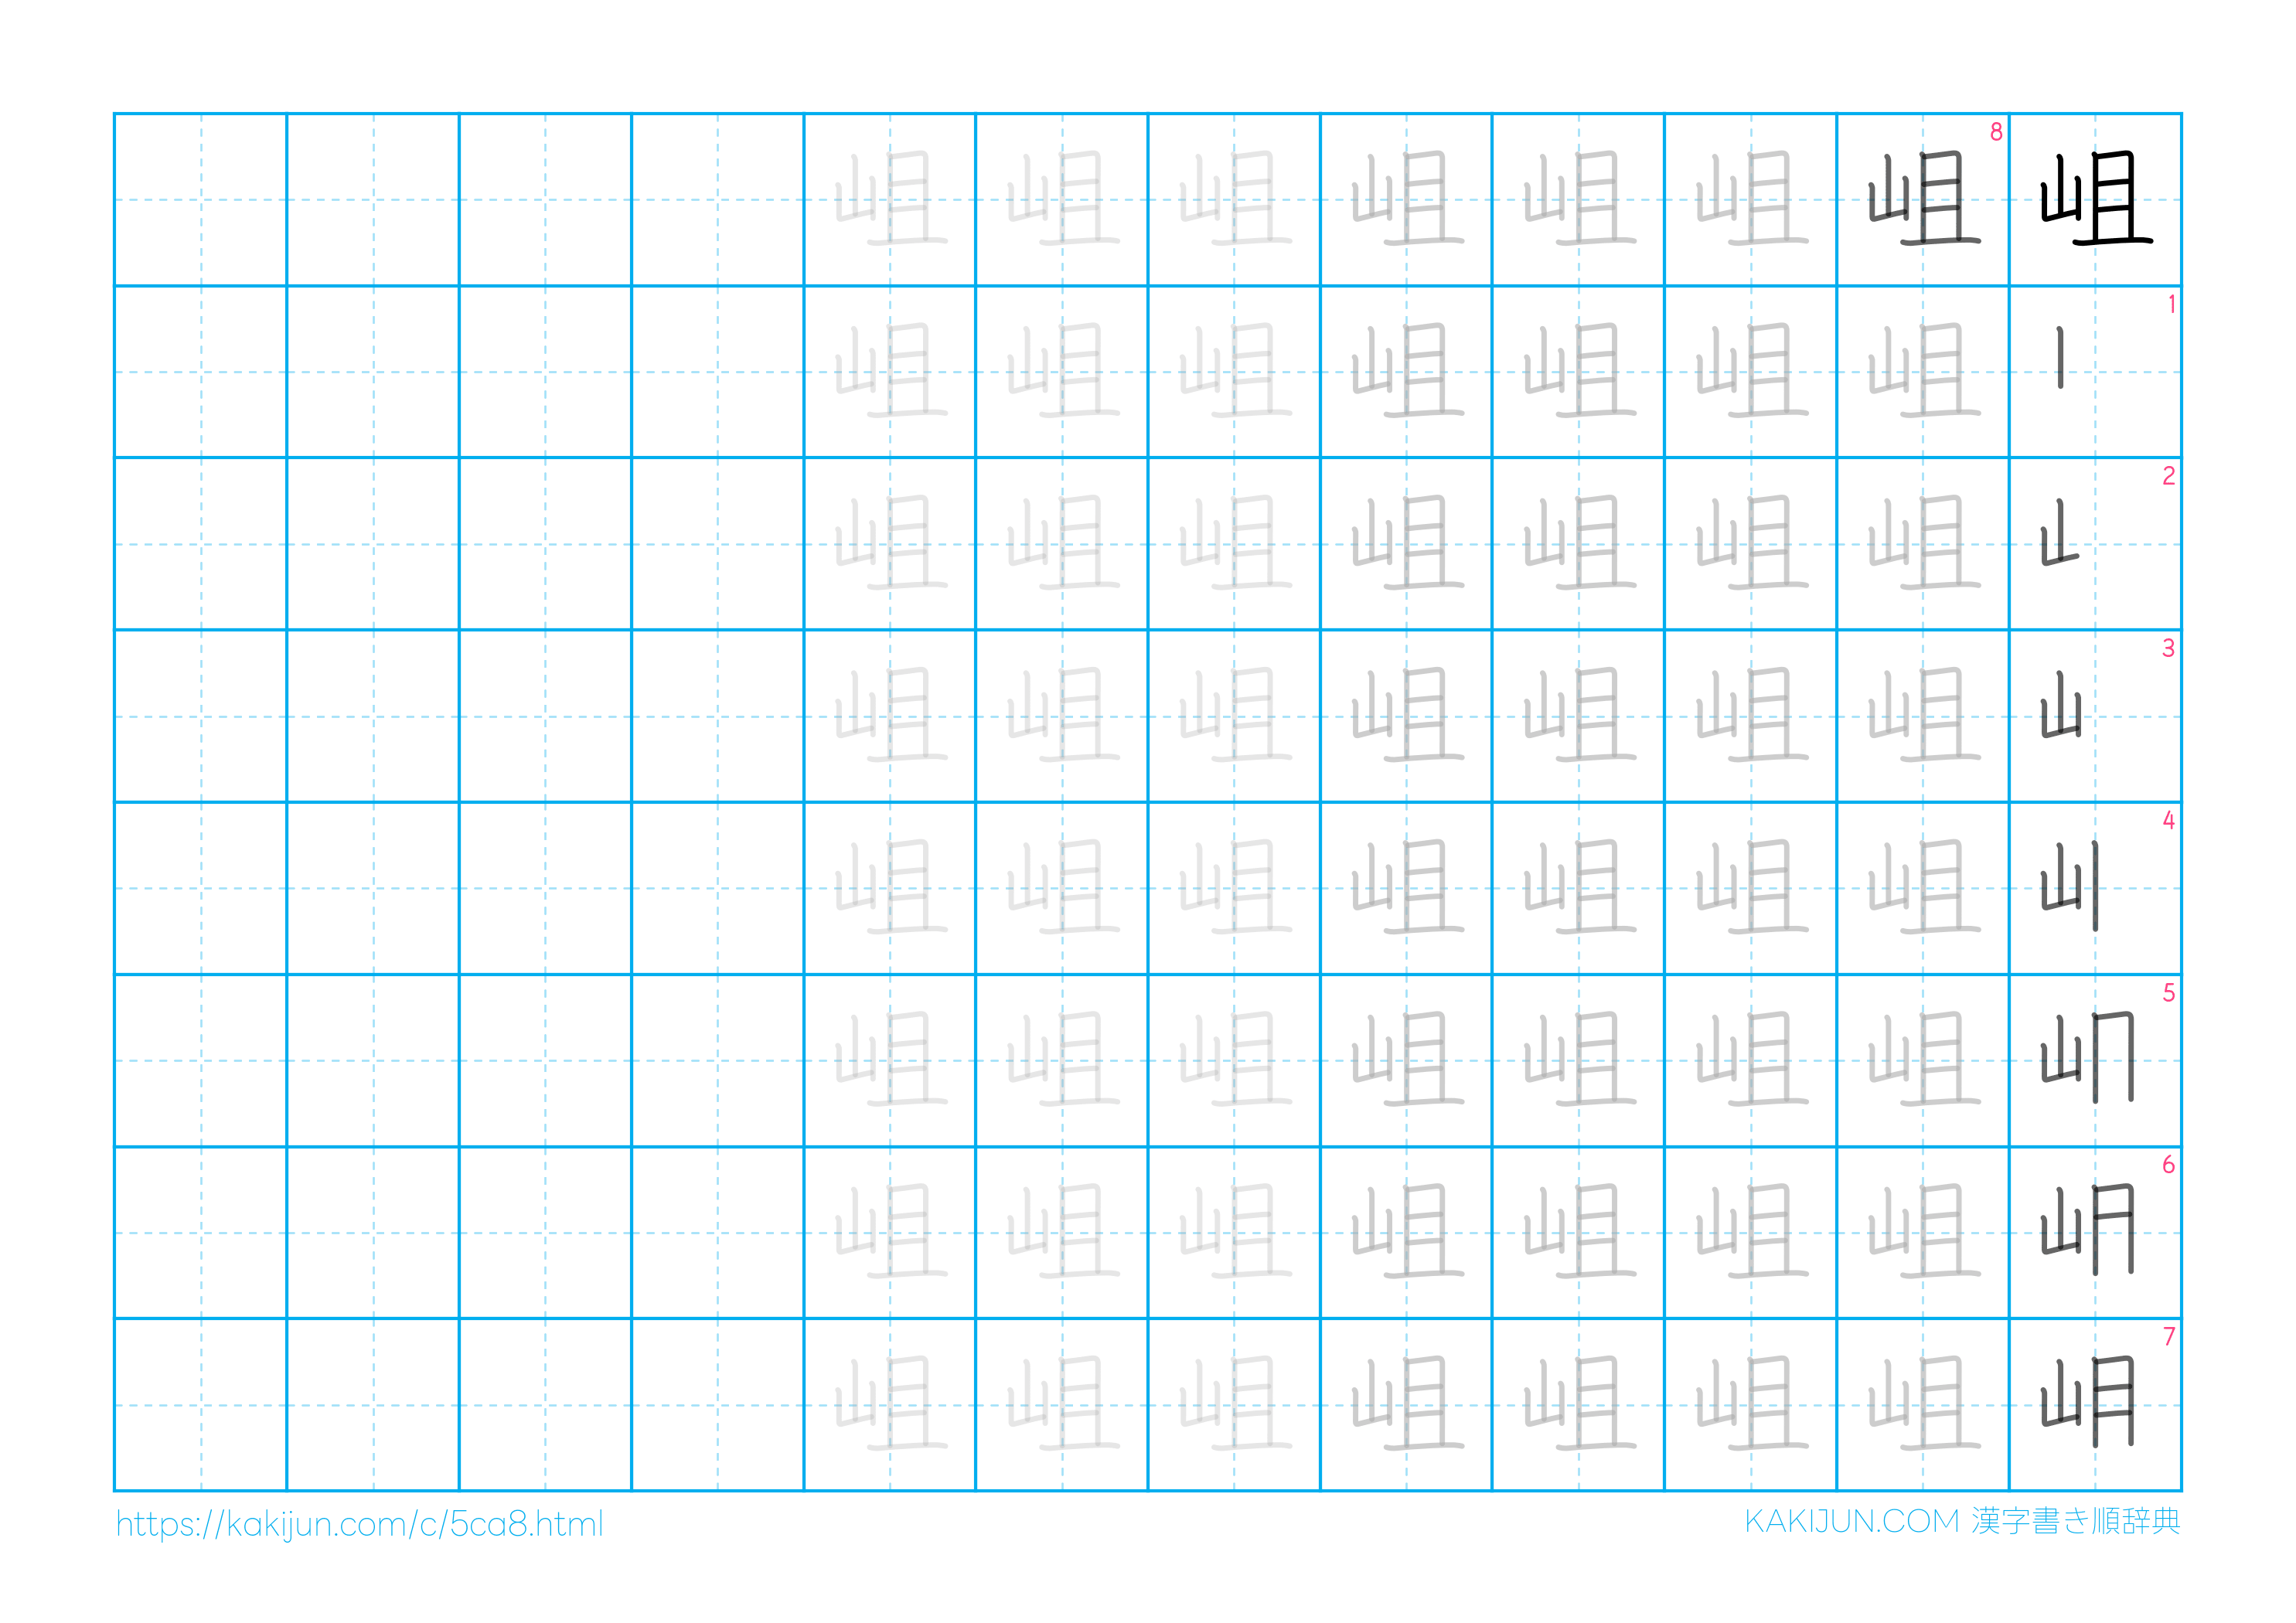 岨 岨 岨 岨 岨 岨 岨 8 岨
岨 岨 岨 岨 岨 岨 岨 1
岨 岨 岨 岨 岨 岨 岨 2
岨 岨 岨 岨 岨 岨 岨 3
岨 岨 岨 岨 岨 岨 岨 4
岨 岨 岨 岨 岨 岨 岨 5
岨 岨 岨 岨 岨 岨 岨 6
岨 岨 岨 岨 岨 岨 岨 7
https://kakijun.com/c/5ca8.html
KAKIJUN.COM 漢字書き順辞典